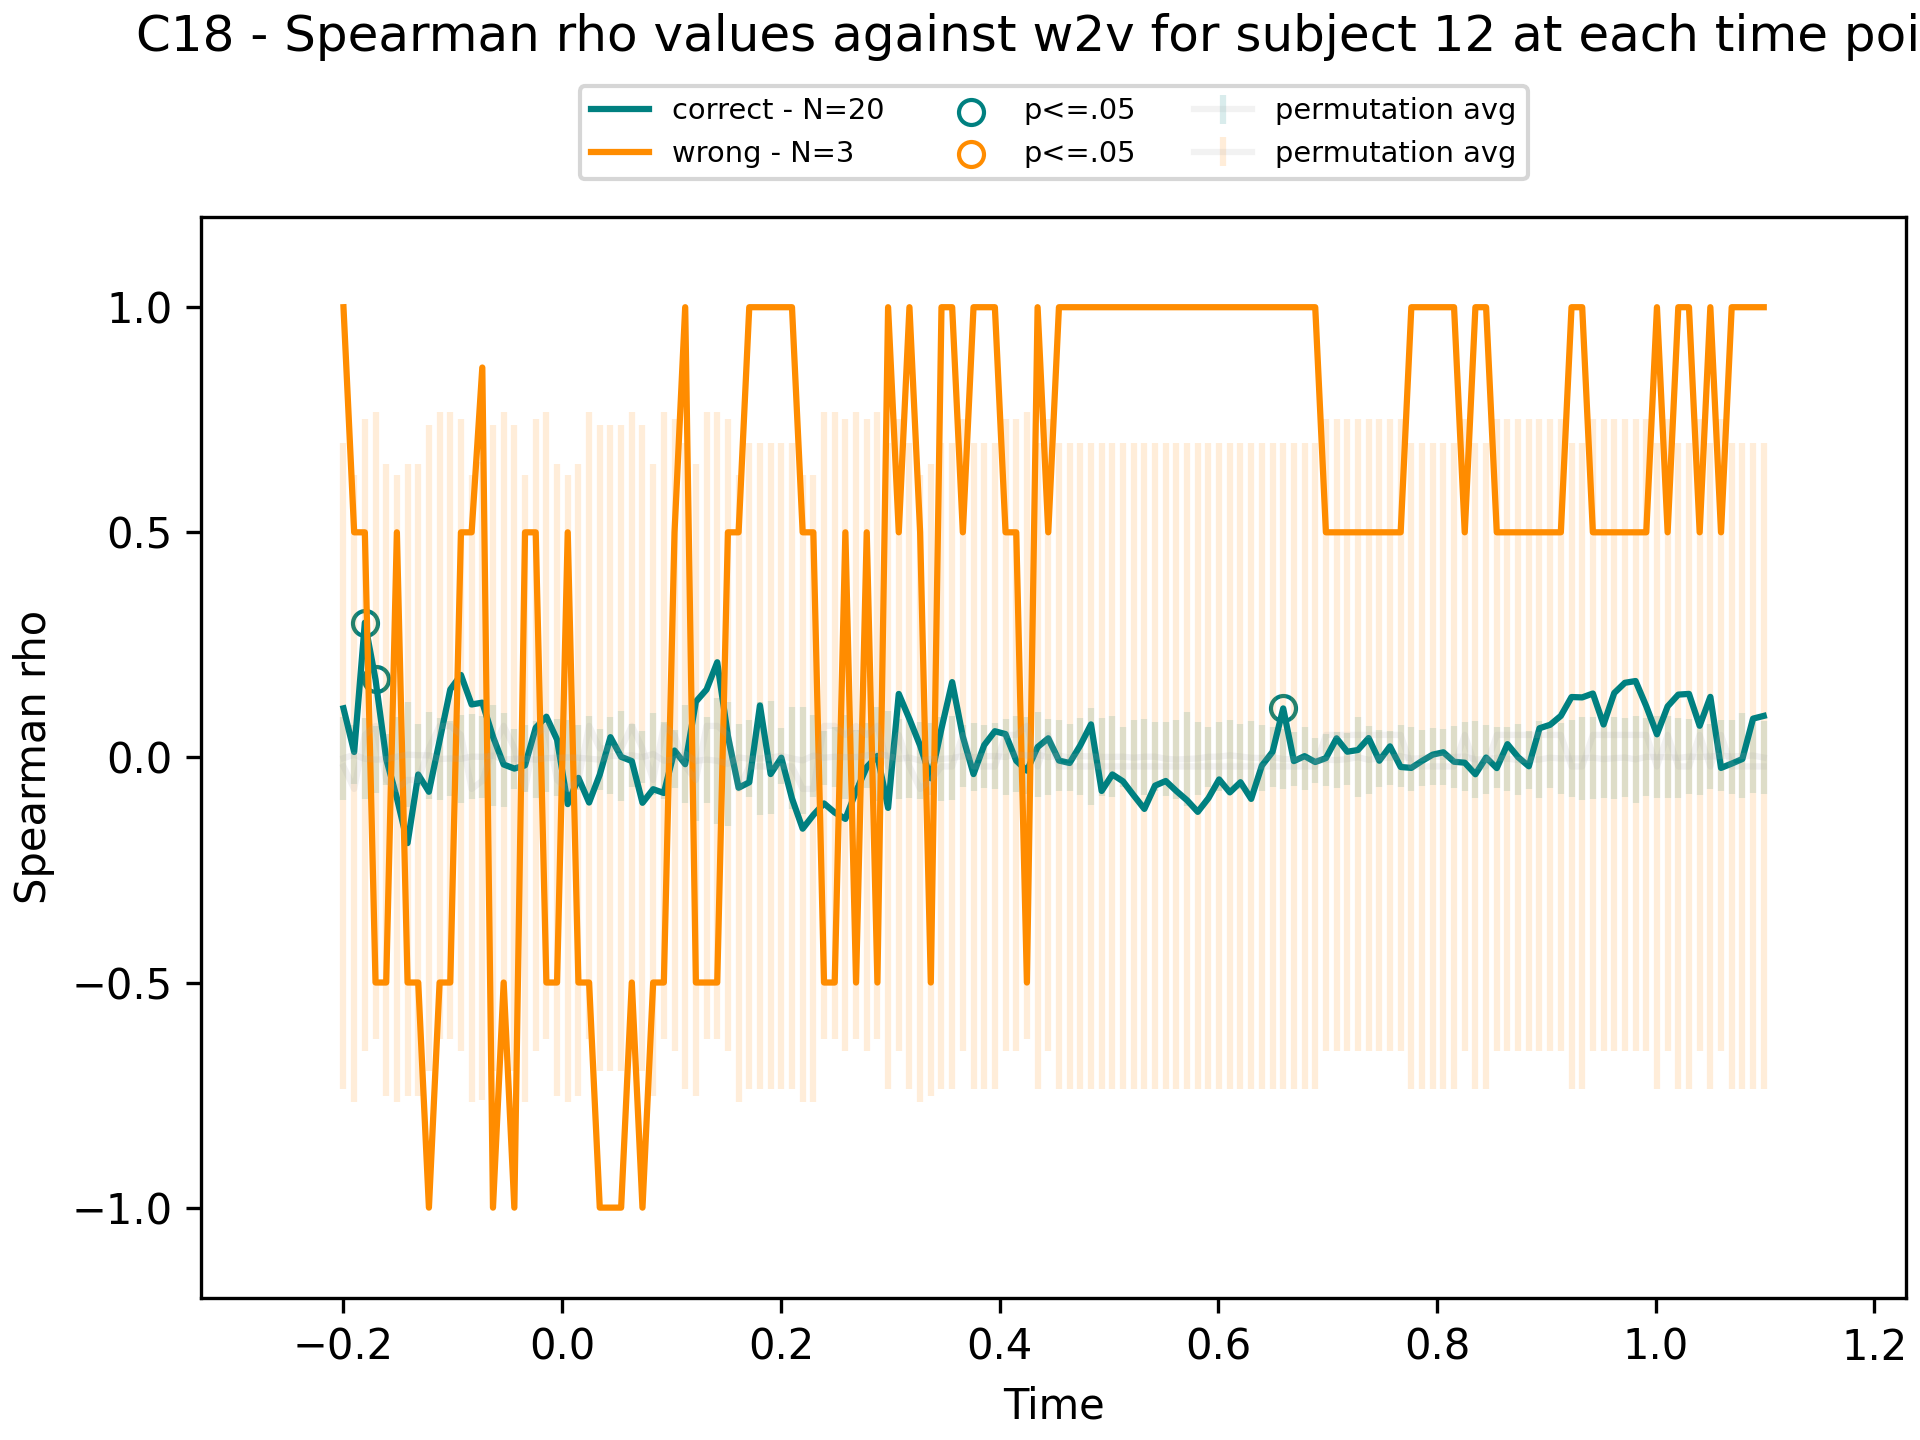 C18 - Spearman rho values against w2v for subject 12 at each time poi
correct - N=20
wrong - N=3
p<=.05
p<=.05
permutation avg
permutation avg
Spearman rho
1.0
0.5
0.0
−0.5
−1.0
−0.2
0.0
0.2
0.4
0.6
0.8
1.0
1.2
Time